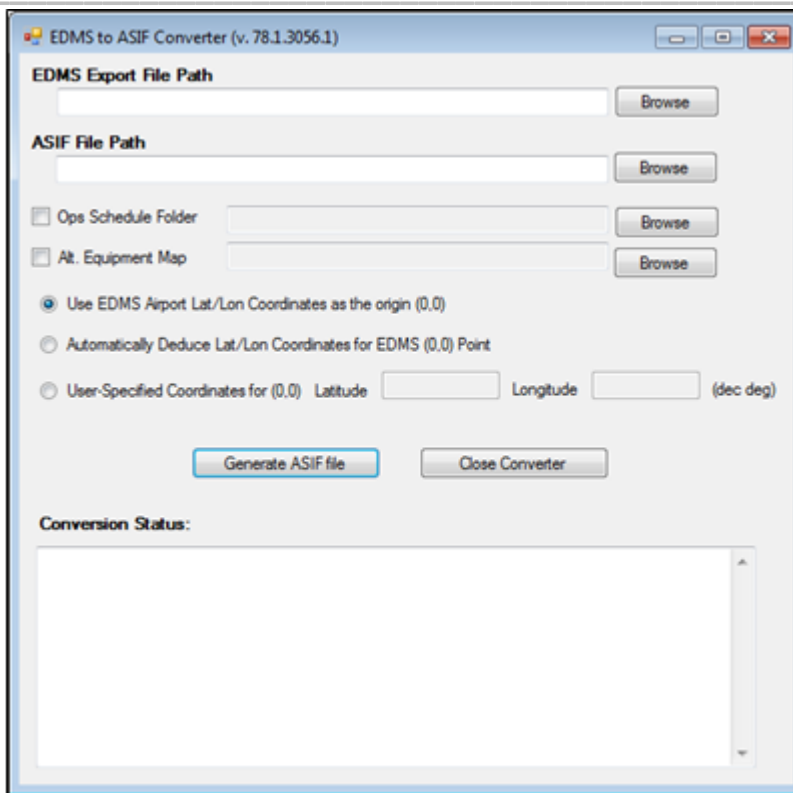 EDMS to ASIF Converter (v. 78.1.3056.1)
EDMS Export File Path
Browse
ASIF File Path
Browse
Ops Schedule Folder Browse
Alt. Equipment Map Browse
Use EDMS Airport Lat/Lon Coordinates as the origin (0,0)
Automatically Deduce Lat/Lon Coordinates for EDMS (0,0) Point
User-Specified Coordinates for (0,0) Latitude Longitude (dec deg)
Generate ASIF file Close Converter
Conversion Status: